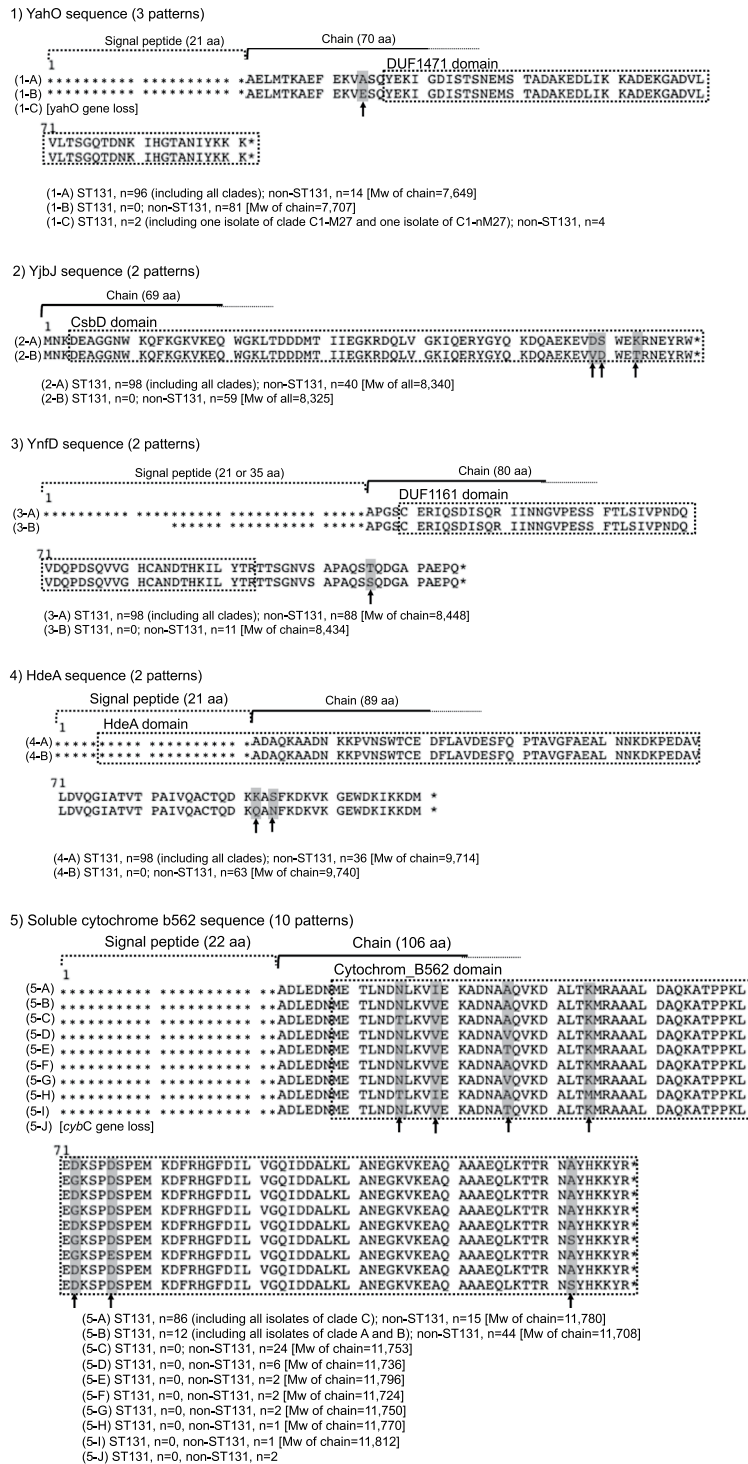 1) YahO sequence (3 patterns)
Signal peptide (21 aa) Chain (70 aa)
1 DUF1471 domain
(1-A) * * * * * * * * * * * * * * * * * * * * * AELMTKAEF EKVASQYEKI GDISTSNEMS TADAKEDLIK KADEKGADVL
(1-B) * * * * * * * * * * * * * * * * * * * * * AELMTKAEF EKVESQYEKI GDISTSNEMS TADAKEDLIK KADEKGADVL
(1-C) [yahO gene loss]
71
VLTSGQTDNK IHGTANIYKK K*
VLTSGQTDNK IHGTANIYKK K*
(1-A) ST131, n=96 (including all clades); non-ST131, n=14 [Mw of chain=7,649]
(1-B) ST131, n=0; non-ST131, n=81 [Mw of chain=7,707]
(1-C) ST131, n=2 (including one isolate of clade C1-M27 and one isolate of C1-nM27); non-ST131, n=4
2) YjbJ sequence (2 patterns)
Chain (69 aa)
1 CsbD domain
(2-A) MNKDEAGGNW KQFKGKVKEQ WGKLTDDDMT IIEGKRDQLV GKIQERYGYQ KDQAEKEVDS WEKRNEYRW*
(2-B) MNKDEAGGNW KQFKGKVKEQ WGKLTDDDMT IIEGKRDQLV GKIQERYGYQ KDQAEKEVVD WETRNEYRW*
(2-A) ST131, n=98 (including all clades); non-ST131, n=40 [Mw of all=8,340]
(2-B) ST131, n=0; non-ST131, n=59 [Mw of all=8,325]
3) YnfD sequence (2 patterns)
Signal peptide (21 or 35 aa) Chain (80 aa)
1 DUF1161 domain
(3-A) * * * * * * * * * * * * * * * * * * * * * * * * * * * * * * * * * * * APGSC ERIQSDISQR IINNGVPESS FTLSIVPNDQ
(3-B) * * * * * * * * * * * * * * * * * * * * * APGSC ERIQSDISQR IINNGVPESS FTLSIVPNDQ
71
VDQPDSQVVG HCANDTHKIL YTRTTSGNVS APAQSTQDGA PAEPQ*
VDQPDSQVVG HCANDTHKIL YTRTTSGNVS APAQSSQDGA PAEPQ*
(3-A) ST131, n=98 (including all clades); non-ST131, n=88 [Mw of chain=8,448]
(3-B) ST131, n=0; non-ST131, n=11 [Mw of chain=8,434]
4) HdeA sequence (2 patterns)
Signal peptide (21 aa) Chain (89 aa)
1 HdeA domain
(4-A) * * * * * * * * * * * * * * * * * * * * * ADAQKAADN KKPVNSWTCE DFLAVDESFQ PTAVGFAEAL NNKDKPEDAV
(4-B) * * * * * * * * * * * * * * * * * * * * * ADAQKAADN KKPVNSWTCE DFLAVDESFQ PTAVGFAEAL NNKDKPEDAV
71
LDVQGIATVT PAIVQACTQD KKASFKDKVK GEWDKIKKDM *
LDVQGIATVT PAIVQACTQD KQANFKDKVK GEWDKIKKDM *
(4-A) ST131, n=98 (including all clades); non-ST131, n=36 [Mw of chain=9,714]
(4-B) ST131, n=0; non-ST131, n=63 [Mw of chain=9,740]
5) Soluble cytochrome b562 sequence (10 patterns)
Signal peptide (22 aa) Chain (106 aa)
1 Cytochrom_B562 domain
(5-A) * * * * * * * * * * * * * * * * * * * * * * ADLEDNME TLNDNLKVIE KADNAAQVKD ALTKMRAAAL DAQKATPPKL
(5-B) * * * * * * * * * * * * * * * * * * * * * * ADLEDNME TLNDNLKVVE KADNAAQVKD ALTKMRAAAL DAQKATPPKL
(5-C) * * * * * * * * * * * * * * * * * * * * * * ADLEDNME TLNDTLKVVE KADNAAQVKD ALTKMRAAAL DAQKATPPKL
(5-D) * * * * * * * * * * * * * * * * * * * * * * ADLEDNME TLNDNLKVVE KADNAVQVKD ALTKMRAAAL DAQKATPPKL
(5-E) * * * * * * * * * * * * * * * * * * * * * * ADLEDNME TLNDNLKVVE KADNATQVKD ALTKMRAAAL DAQKATPPKL
(5-F) * * * * * * * * * * * * * * * * * * * * * * ADLEDNME TLNDNLKVVE KADNAAQVKD ALTKMRAAAL DAQKATPPKL
(5-G) * * * * * * * * * * * * * * * * * * * * * * ADLEDNME TLNDNLKVVE KADNAVQVKD ALTKMRAAAL DAQKATPPKL
(5-H) * * * * * * * * * * * * * * * * * * * * * * ADLEDNME TLNDTLKVIE KADNAAQVKD ALTMMRAAAL DAQKATPPKL
(5-I) * * * * * * * * * * * * * * * * * * * * * * ADLEDNME TLNDNLKVVE KADNATQVKD ALTKMRAAAL DAQKATPPKL
(5-J) [cybC gene loss]
71
EDKSPDSPEM KDFRHGFDIL VGQIDDALKL ANEGKVKEAQ AAAEQLKTTR NAYHKKYR*
EGKSPDSPEM KDFRHGFDIL VGQIDDALKL ANEGKVKEAQ AAAEQLKTTR NAYHKKYR*
EDKSPDSPEM KDFRHGFDIL VGQIDDALKL ANEGKVKEAQ AAAEQLKTTR NAYHKKYR*
EGKSPDSPEM KDFRHGFDIL VGQIDDALKL ANEGKVKEAQ AAAEQLKTTR NAYHKKYR*
EDKSPDSPEM KDFRHGFDIL VGQIDDALKL ANEGKVKEAQ AAAEQLKTTR NAYHKKYR*
EGKSPDSPEM KDFRHGFDIL VGQIDDALKL ANEGKVKEAQ AAAEQLKTTR NSYHKKYR*
EGKSPESPEM KDFRHGFDIL VGQIDDALKL ANEGKVKEAQ AAAEQLKTTR NAYHKKYR*
EDKSPDSPEM KDFRHGFDIL VGQIDDALKL ANEGKVKEAQ AAAEQLKTTR NAYHKKYR*
EDKSPDSPEM KDFRHGFDIL VGQIDDALKL ANEGKVKEAQ AAAEQLKTTR NSYHKKYR*
(5-A) ST131, n=86 (including all isolates of clade C); non-ST131, n=15 [Mw of chain=11,780]
(5-B) ST131, n=12 (including all isolates of clade A and B); non-ST131, n=44 [Mw of chain=11,708]
(5-C) ST131, n=0; non-ST131, n=24 [Mw of chain=11,753]
(5-D) ST131, n=0, non-ST131, n=6 [Mw of chain=11,736]
(5-E) ST131, n=0, non-ST131, n=2 [Mw of chain=11,796]
(5-F) ST131, n=0, non-ST131, n=2 [Mw of chain=11,724]
(5-G) ST131, n=0, non-ST131, n=2 [Mw of chain=11,750]
(5-H) ST131, n=0, non-ST131, n=1 [Mw of chain=11,770]
(5-I) ST131, n=0, non-ST131, n=1 [Mw of chain=11,812]
(5-J) ST131, n=0, non-ST131, n=2